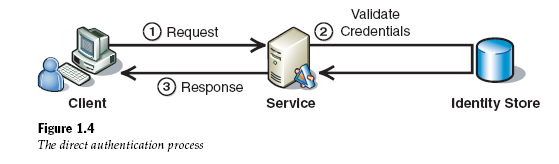 Validate
1 Request
2 Credentials
3 Response
Client
Service
Identity Store
Figure 1.4
The direct authentication process